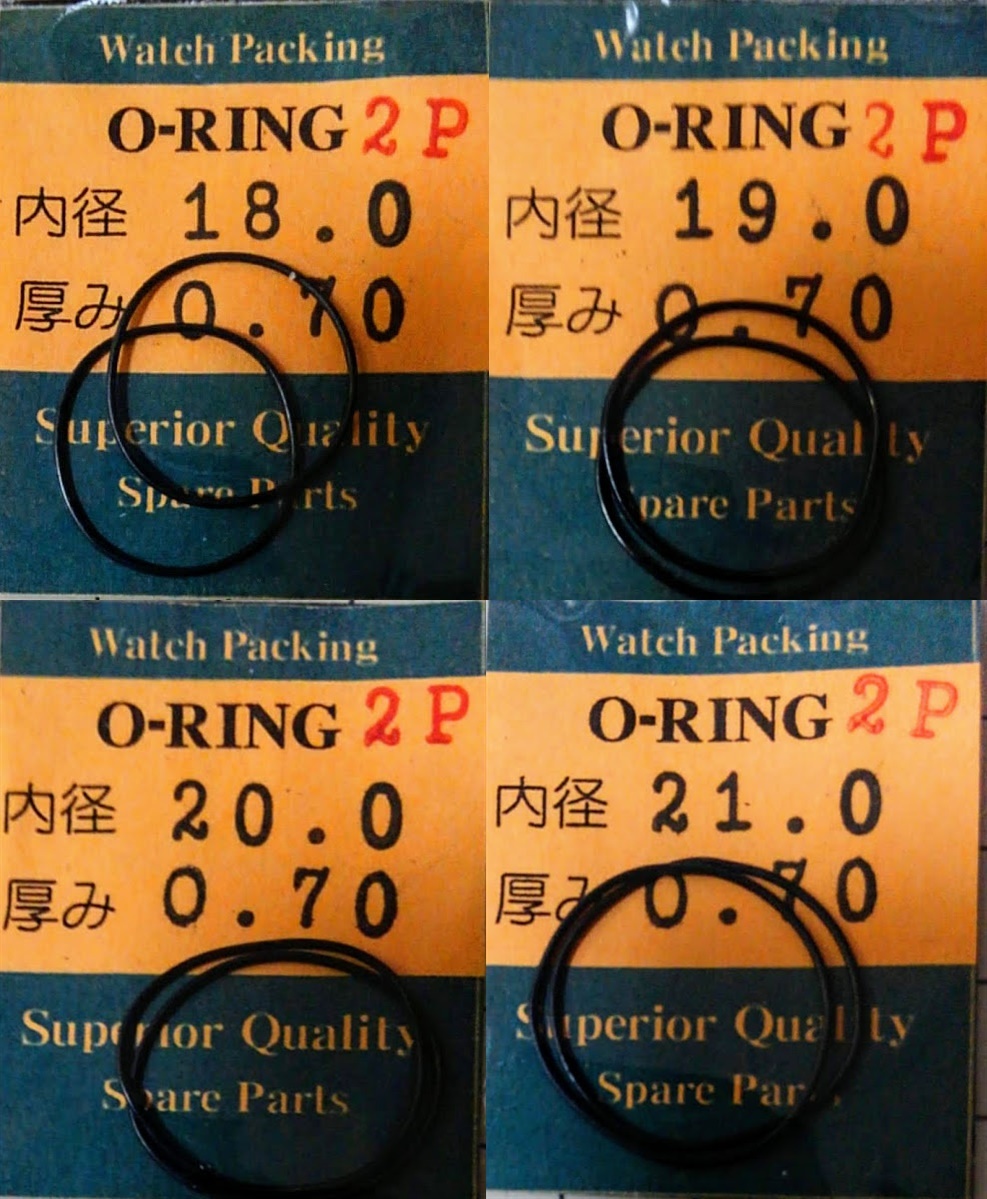 Watch Packing
O-RING 2P
内径 18.0
厚み 0.70
Superior Quality
Spare Parts
Watch Packing
O-RING 2P
内径 19.0
厚み 0.70
Superior Quality
Spare Parts
Watch Packing
O-RING 2P
内径 20.0
厚み 0.70
Superior Quality
Spare Parts
Watch Packing
O-RING 2P
内径 21.0
厚み 0.70
Superior Quality
Spare Parts